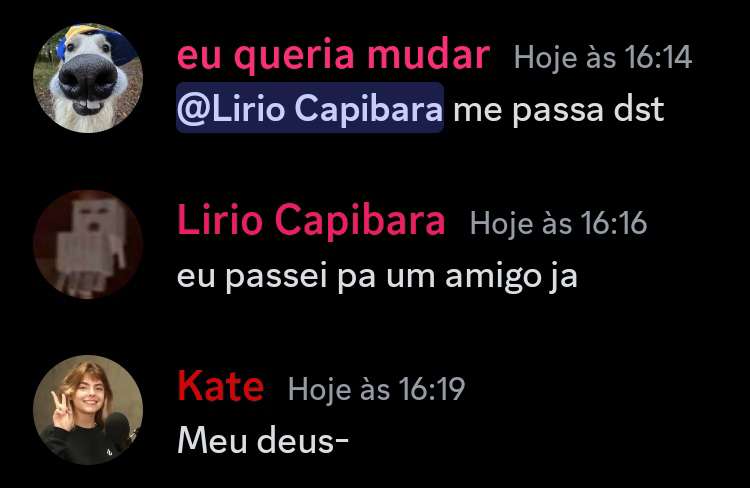 eu queria mudar Hoje às 16:14
@Lirio Capibara me passa dst
Lirio Capibara Hoje às 16:16
eu passei pa um amigo ja
Kate Hoje às 16:19
Meu deus-